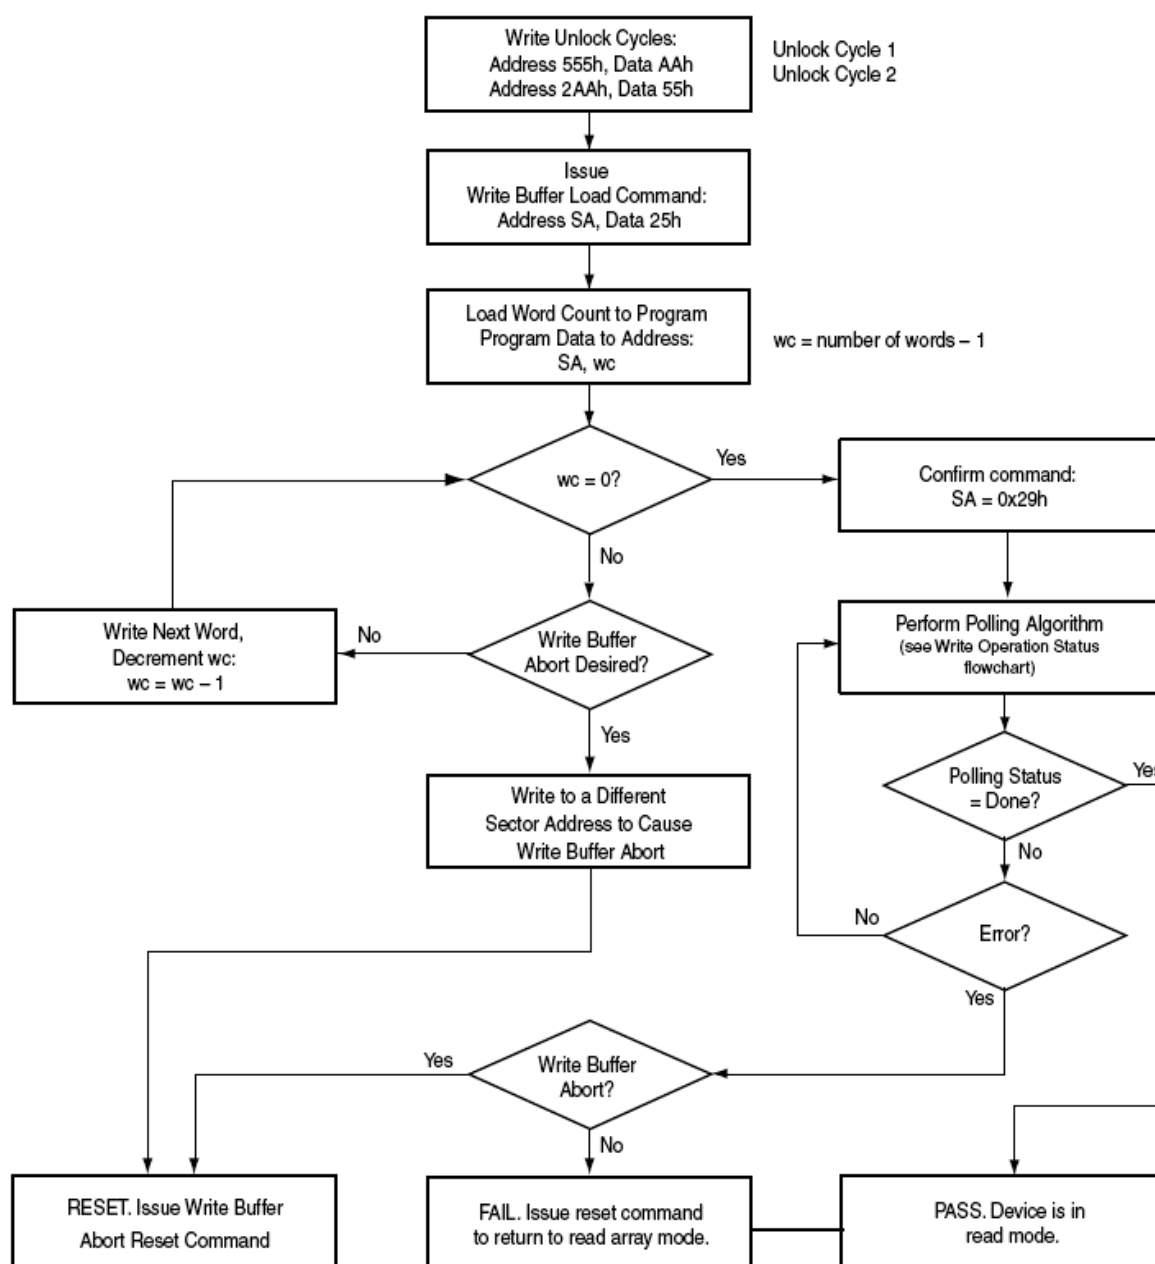 Write Unlock Cycles:
Address 555h, Data AAh
Address 2AAh, Data 55h
Unlock Cycle 1
Unlock Cycle 2
Issue
Write Buffer Load Command:
Address SA, Data 25h
Load Word Count to Program
Program Data to Address:
SA, wc
wc = number of words – 1
wc = 0?
Yes
Confirm command:
SA = 0x29h
No
Write Next Word,
Decrement wc:
wc = wc – 1
No
Write Buffer
Abort Desired?
Perform Polling Algorithm
(see Write Operation Status
flowchart)
Yes
Write to a Different
Sector Address to Cause
Write Buffer Abort
Polling Status
= Done?
Yes
No
No
Error?
Yes
Yes
Write Buffer
Abort?
No
RESET. Issue Write Buffer
Abort Reset Command
FAIL. Issue reset command
to return to read array mode.
PASS. Device is in
read mode.